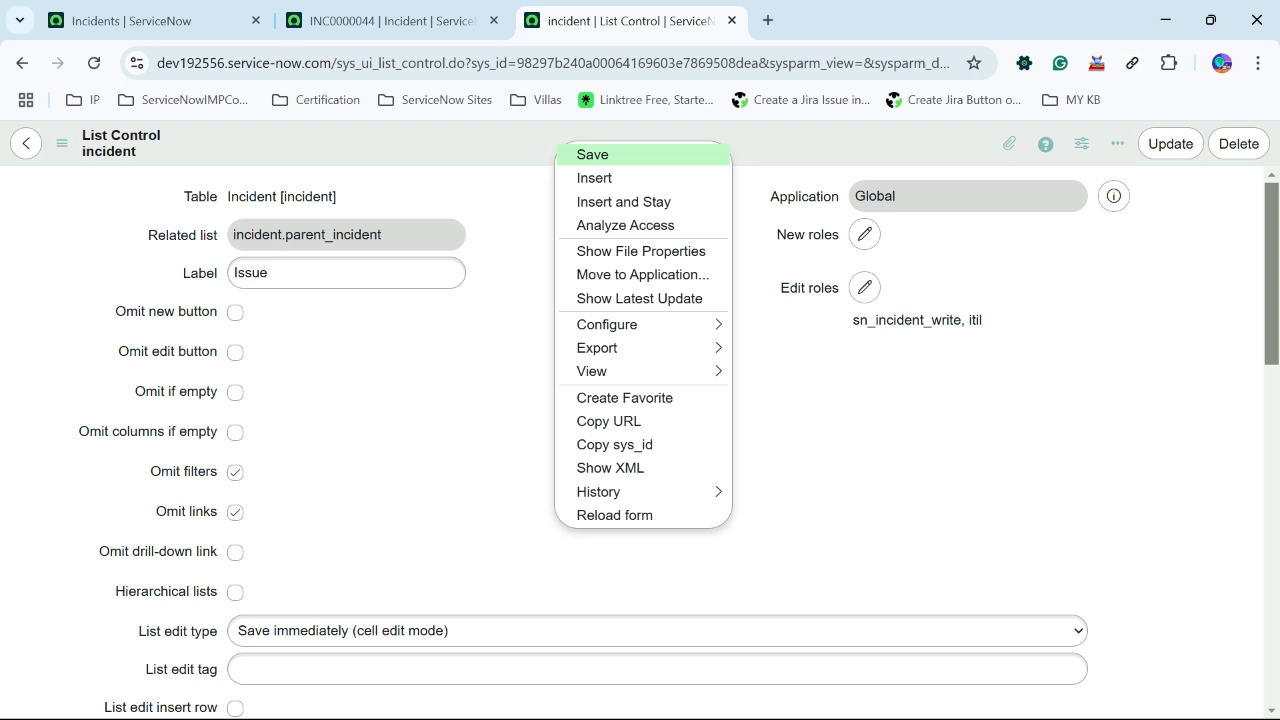 Incidents | ServiceNow
INC0000044 | Incident | Service
incident | List Control | ServiceN
dev192556.service-now.com/sys_ui_list_control.do?sys_id=3f297b240a00064169603e7869508dea&sysparm_view=&sysparm_d...
IP
ServiceNowIMPCo...
Certification
ServiceNow Sites
Villas
Linktree Free, Starte...
Create a Jira Issue in...
Create Jira Button o...
MY KB
List Control
incident
Update
Delete
Table Incident [incident]
Related list incident.parent_incident
Label Issue
Omit new button
Omit edit button
Omit if empty
Omit columns if empty
Omit filters
Omit links
Omit drill-down link
Hierarchical lists
List edit type Save immediately (cell edit mode)
List edit tag
List edit insert row
Save
Insert
Insert and Stay
Analyze Access
Show File Properties
Move to Application...
Show Latest Update
Configure
Export
View
Create Favorite
Copy URL
Copy sys_id
Show XML
History
Reload form
Application Global
New roles
Edit roles
sn_incident_write, itil